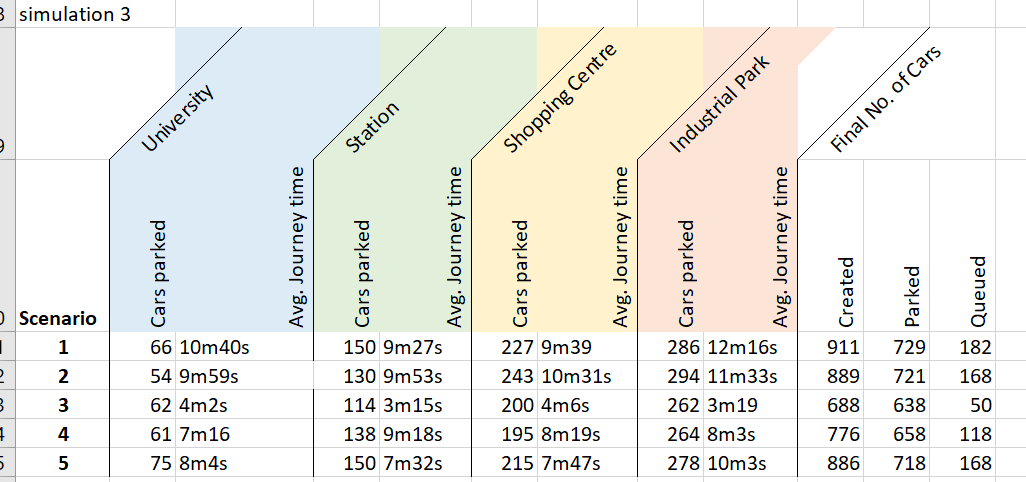 simulation 3
University Station Shopping Centre Industrial Park Final No. of Cars
Scenario Cars parked Avg. Journey time Cars parked Avg. Journey time Cars parked Avg. Journey time Cars parked Avg. Journey time Created Parked Queued
1 66 10m40s 150 9m27s 227 9m39 286 12m16s 911 729 182
2 54 9m59s 130 9m53s 243 10m31s 294 11m33s 889 721 168
3 62 4m2s 114 3m15s 200 4m6s 262 3m19 688 638 50
4 61 7m16 138 9m18s 195 8m19s 264 8m3s 776 658 118
5 75 8m4s 150 7m32s 215 7m47s 278 10m3s 886 718 168